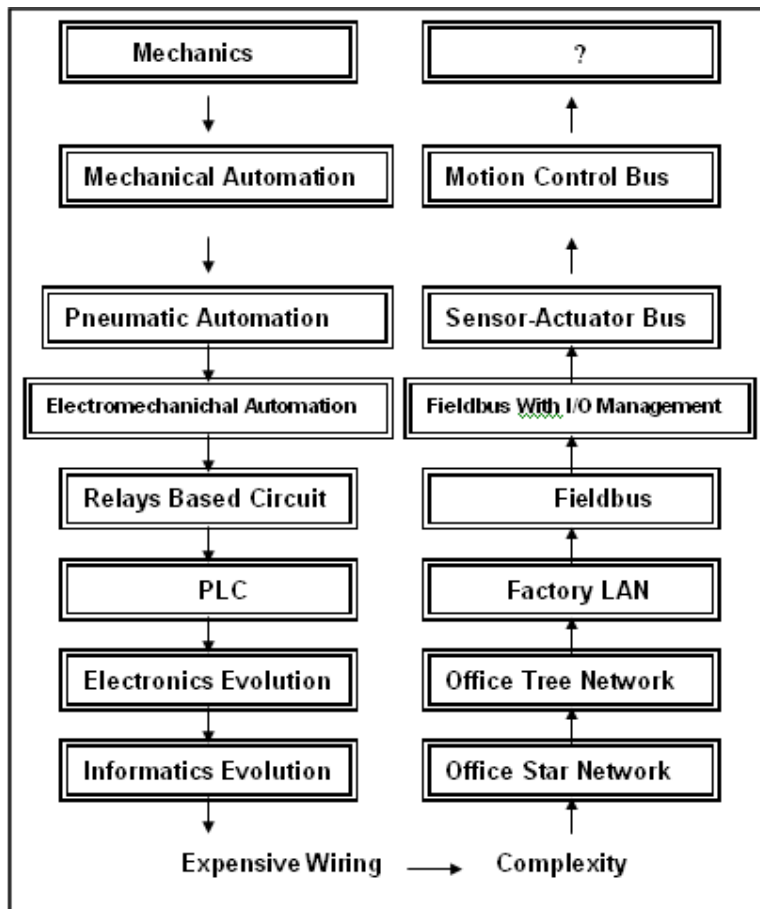 Mechanics
Mechanical Automation
Pneumatic Automation
Electromechanichal Automation
Relays Based Circuit
PLC
Electronics Evolution
Informatics Evolution
Expensive Wiring
Complexity
Office Star Network
Office Tree Network
Factory LAN
Fieldbus
Fieldbus With I/O Management
Sensor-Actuator Bus
Motion Control Bus
?